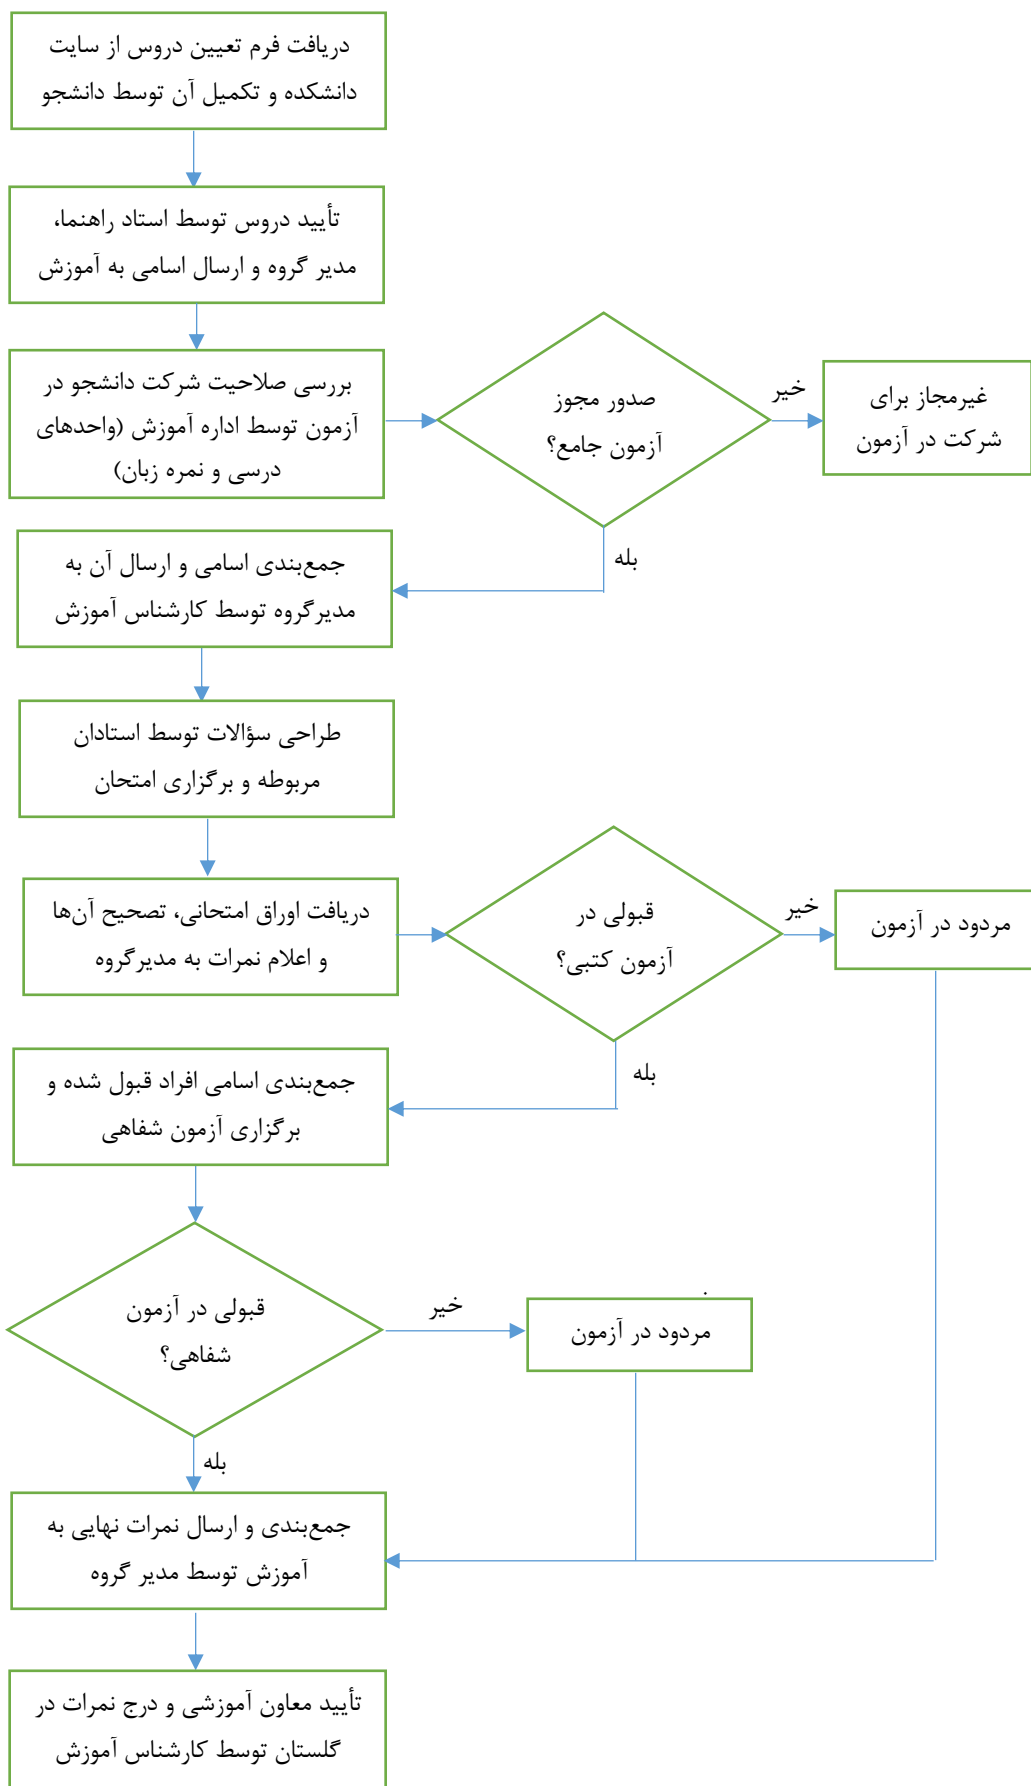 دریافت فرم تعیین دروس از سایت
دانشکده و تکمیل آن توسط دانشجو
تأیید دروس توسط استاد راهنما،
مدیر گروه و ارسال اسامی به آموزش
بررسی صلاحیت شرکت دانشجو در
آزمون توسط اداره آموزش (واحدهای
درسی و نمره زبان)
صدور مجوز
آزمون جامع؟
خیر
غیرمجاز برای
شرکت در آزمون
بله
جمع‌بندی اسامی و ارسال آن به
مدیرگروه توسط کارشناس آموزش
طراحی سؤالات توسط استادان
مربوطه و برگزاری امتحان
دریافت اوراق امتحانی، تصحیح آن‌ها
و اعلام نمرات به مدیرگروه
قبولی در
آزمون کتبی؟
خیر
مردود در آزمون
بله
جمع‌بندی اسامی افراد قبول شده و
برگزاری آزمون شفاهی
قبولی در آزمون
شفاهی؟
خیر
مردود در آزمون
بله
جمع‌بندی و ارسال نمرات نهایی به
آموزش توسط مدیر گروه
تأیید معاون آموزشی و درج نمرات در
گلستان توسط کارشناس آموزش